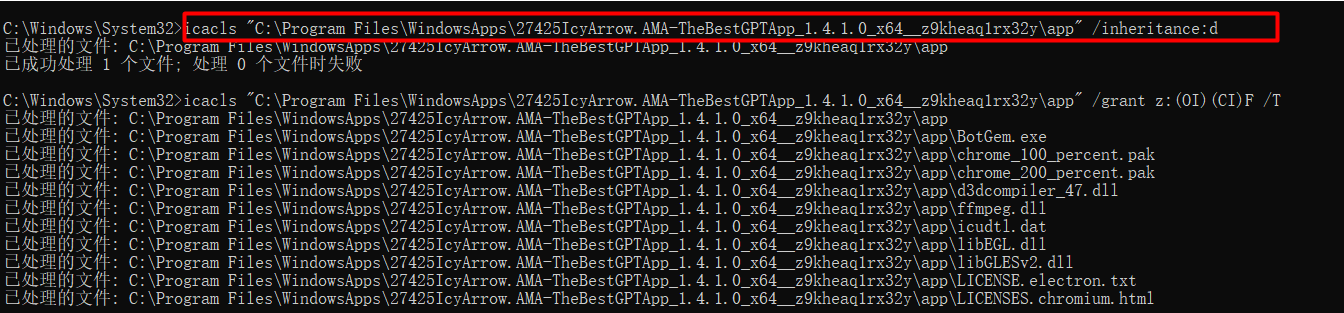 C:\Windows\System32>icacls "C:\Program Files\WindowsApps\27425IcyArrow.AMA-TheBestGPTApp_1.4.1.0_x64__z9kheaq1rx32y\app" /inheritance:d
已处理的文件: C:\Program Files\WindowsApps\27425IcyArrow.AMA-TheBestGPTApp_1.4.1.0_x64__z9kheaq1rx32y\app
已成功处理 1 个文件; 处理 0 个文件时失败
C:\Windows\System32>icacls "C:\Program Files\WindowsApps\27425IcyArrow.AMA-TheBestGPTApp_1.4.1.0_x64__z9kheaq1rx32y\app" /grant z:(OI)(CI)F /T
已处理的文件: C:\Program Files\WindowsApps\27425IcyArrow.AMA-TheBestGPTApp_1.4.1.0_x64__z9kheaq1rx32y\app
已处理的文件: C:\Program Files\WindowsApps\27425IcyArrow.AMA-TheBestGPTApp_1.4.1.0_x64__z9kheaq1rx32y\app\BotGem.exe
已处理的文件: C:\Program Files\WindowsApps\27425IcyArrow.AMA-TheBestGPTApp_1.4.1.0_x64__z9kheaq1rx32y\app\chrome_100_percent.pak
已处理的文件: C:\Program Files\WindowsApps\27425IcyArrow.AMA-TheBestGPTApp_1.4.1.0_x64__z9kheaq1rx32y\app\chrome_200_percent.pak
已处理的文件: C:\Program Files\WindowsApps\27425IcyArrow.AMA-TheBestGPTApp_1.4.1.0_x64__z9kheaq1rx32y\app\d3dcompiler_47.dll
已处理的文件: C:\Program Files\WindowsApps\27425IcyArrow.AMA-TheBestGPTApp_1.4.1.0_x64__z9kheaq1rx32y\app\ffmpeg.dll
已处理的文件: C:\Program Files\WindowsApps\27425IcyArrow.AMA-TheBestGPTApp_1.4.1.0_x64__z9kheaq1rx32y\app\icudtl.dat
已处理的文件: C:\Program Files\WindowsApps\27425IcyArrow.AMA-TheBestGPTApp_1.4.1.0_x64__z9kheaq1rx32y\app\libEGL.dll
已处理的文件: C:\Program Files\WindowsApps\27425IcyArrow.AMA-TheBestGPTApp_1.4.1.0_x64__z9kheaq1rx32y\app\libGLESv2.dll
已处理的文件: C:\Program Files\WindowsApps\27425IcyArrow.AMA-TheBestGPTApp_1.4.1.0_x64__z9kheaq1rx32y\app\LICENSE.electron.txt
已处理的文件: C:\Program Files\WindowsApps\27425IcyArrow.AMA-TheBestGPTApp_1.4.1.0_x64__z9kheaq1rx32y\app\LICENSES.chromium.html